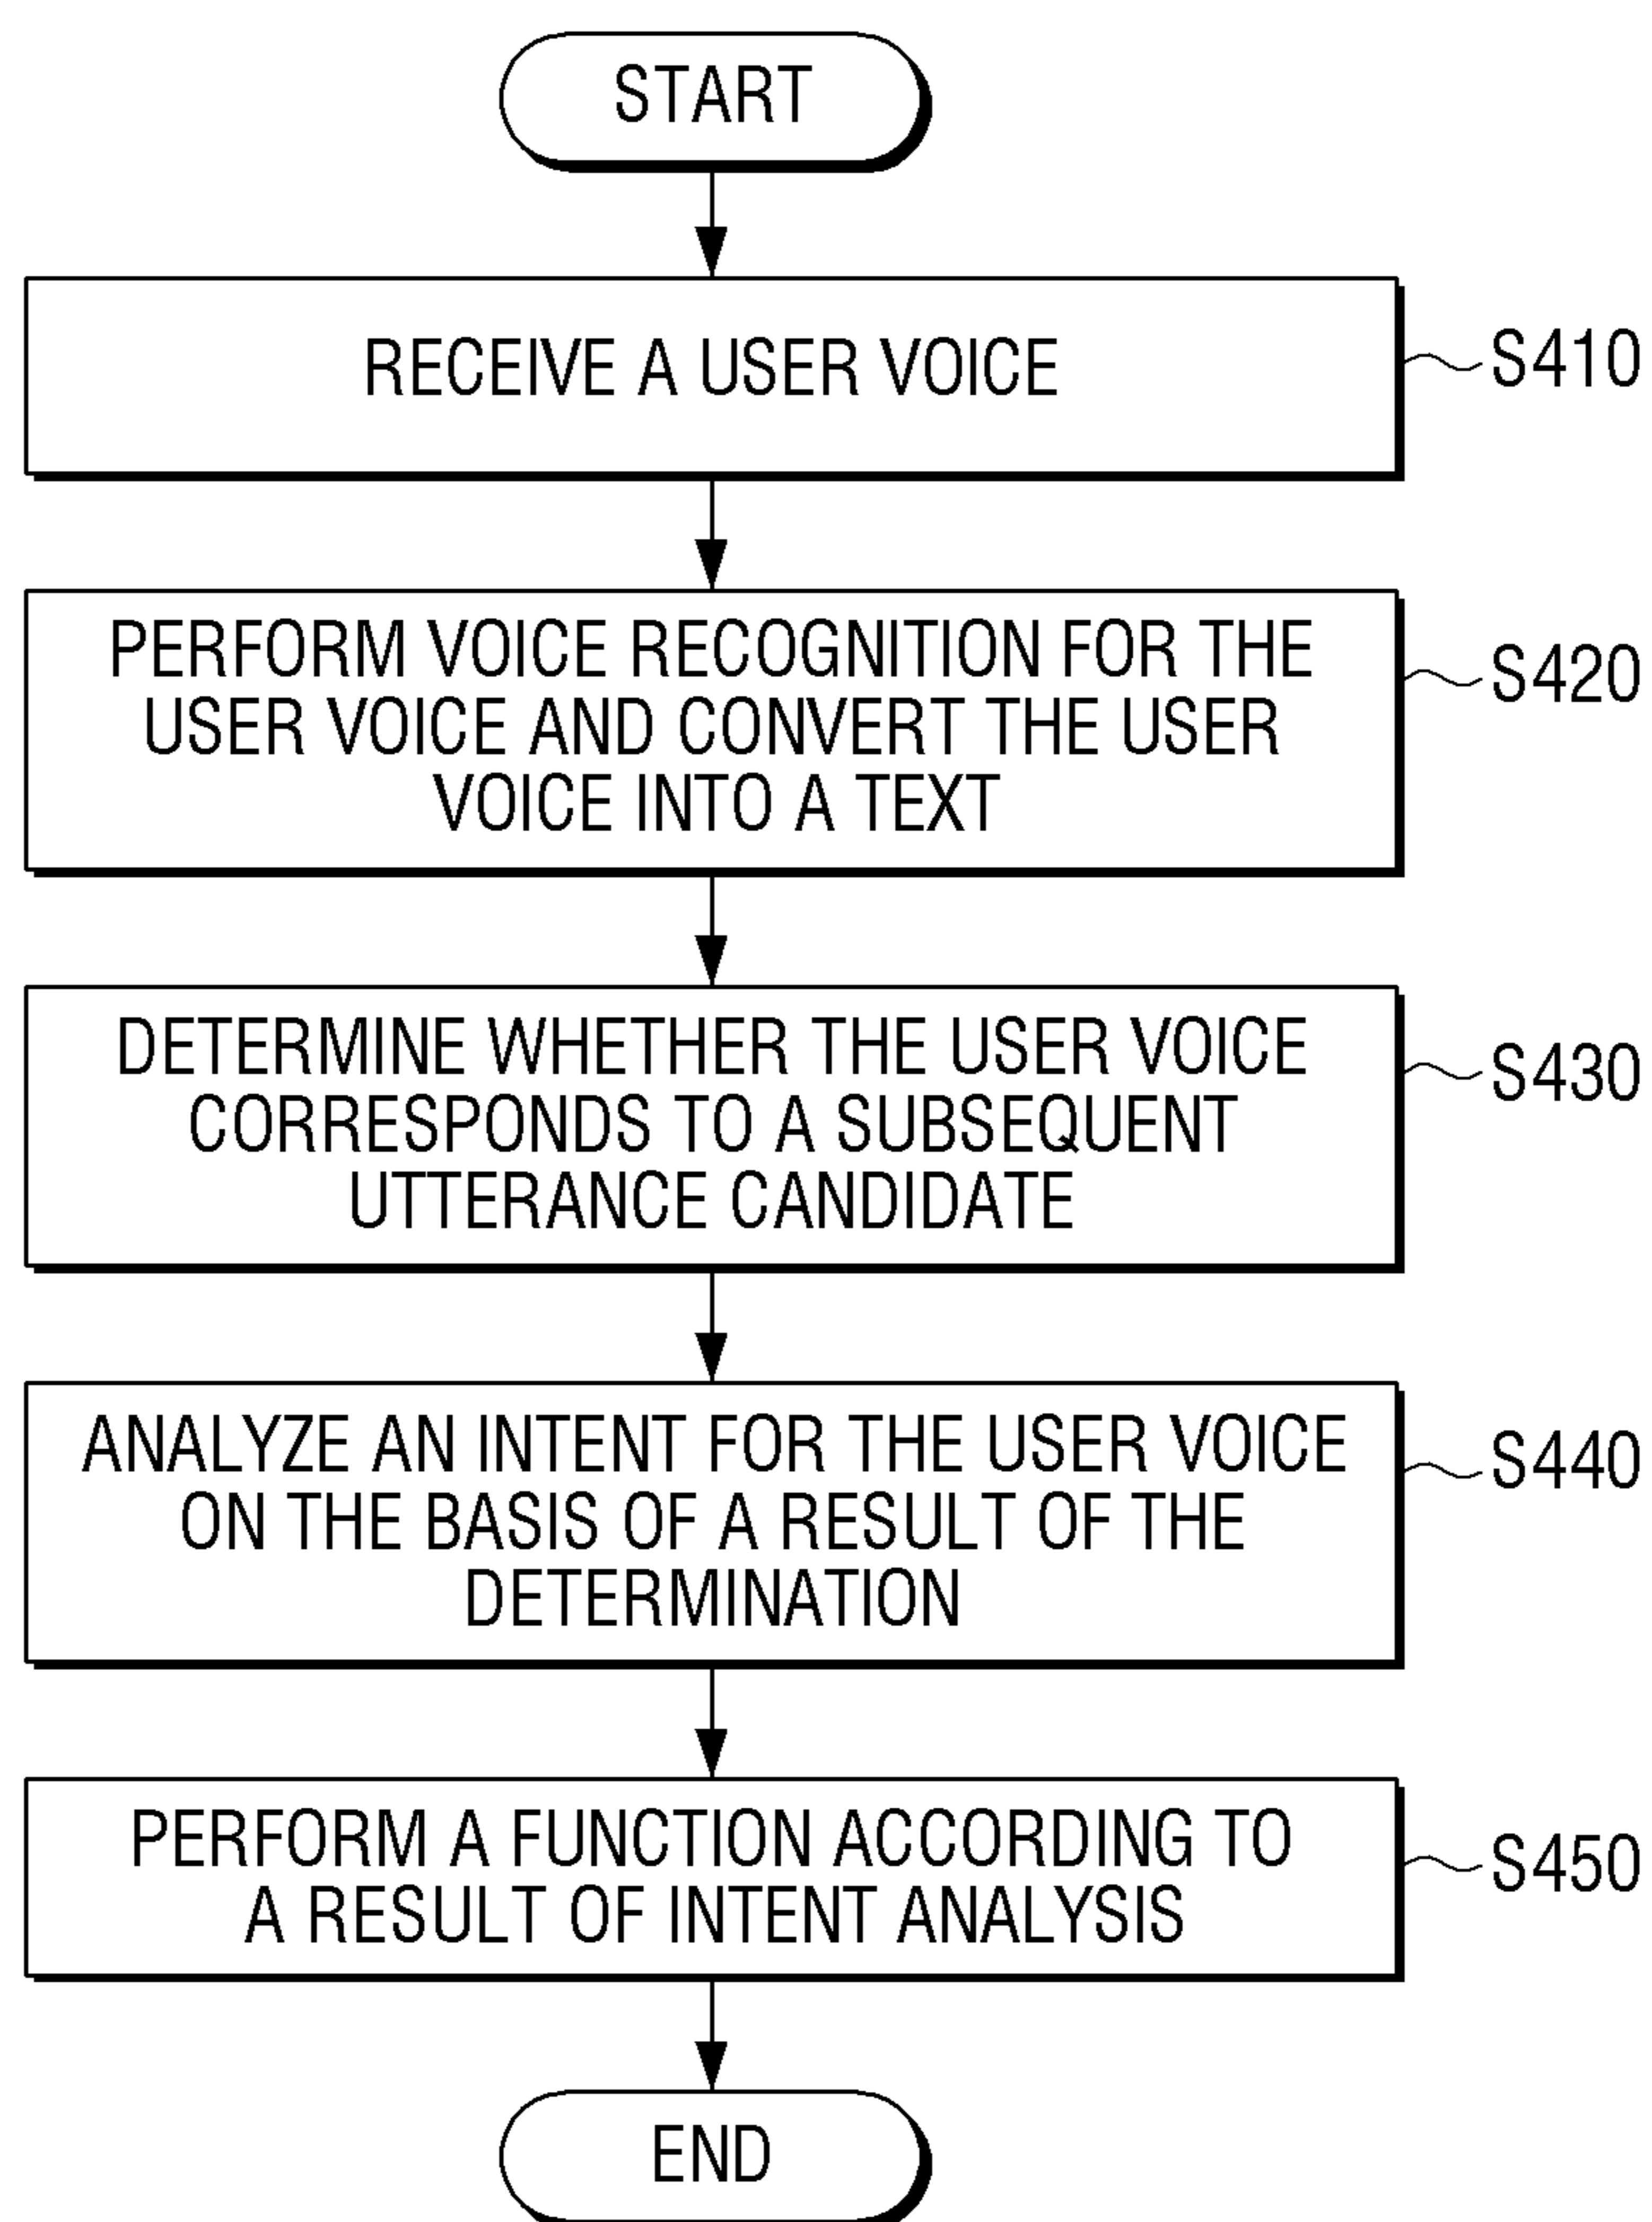 START
RECEIVE A USER VOICE
S410
PERFORM VOICE RECOGNITION FOR THE
USER VOICE AND CONVERT THE USER
VOICE INTO A TEXT
S420
DETERMINE WHETHER THE USER VOICE
CORRESPONDS TO A SUBSEQUENT
UTTERANCE CANDIDATE
S430
ANALYZE AN INTENT FOR THE USER VOICE
ON THE BASIS OF A RESULT OF THE
DETERMINATION
S440
PERFORM A FUNCTION ACCORDING TO
A RESULT OF INTENT ANALYSIS
S450
END